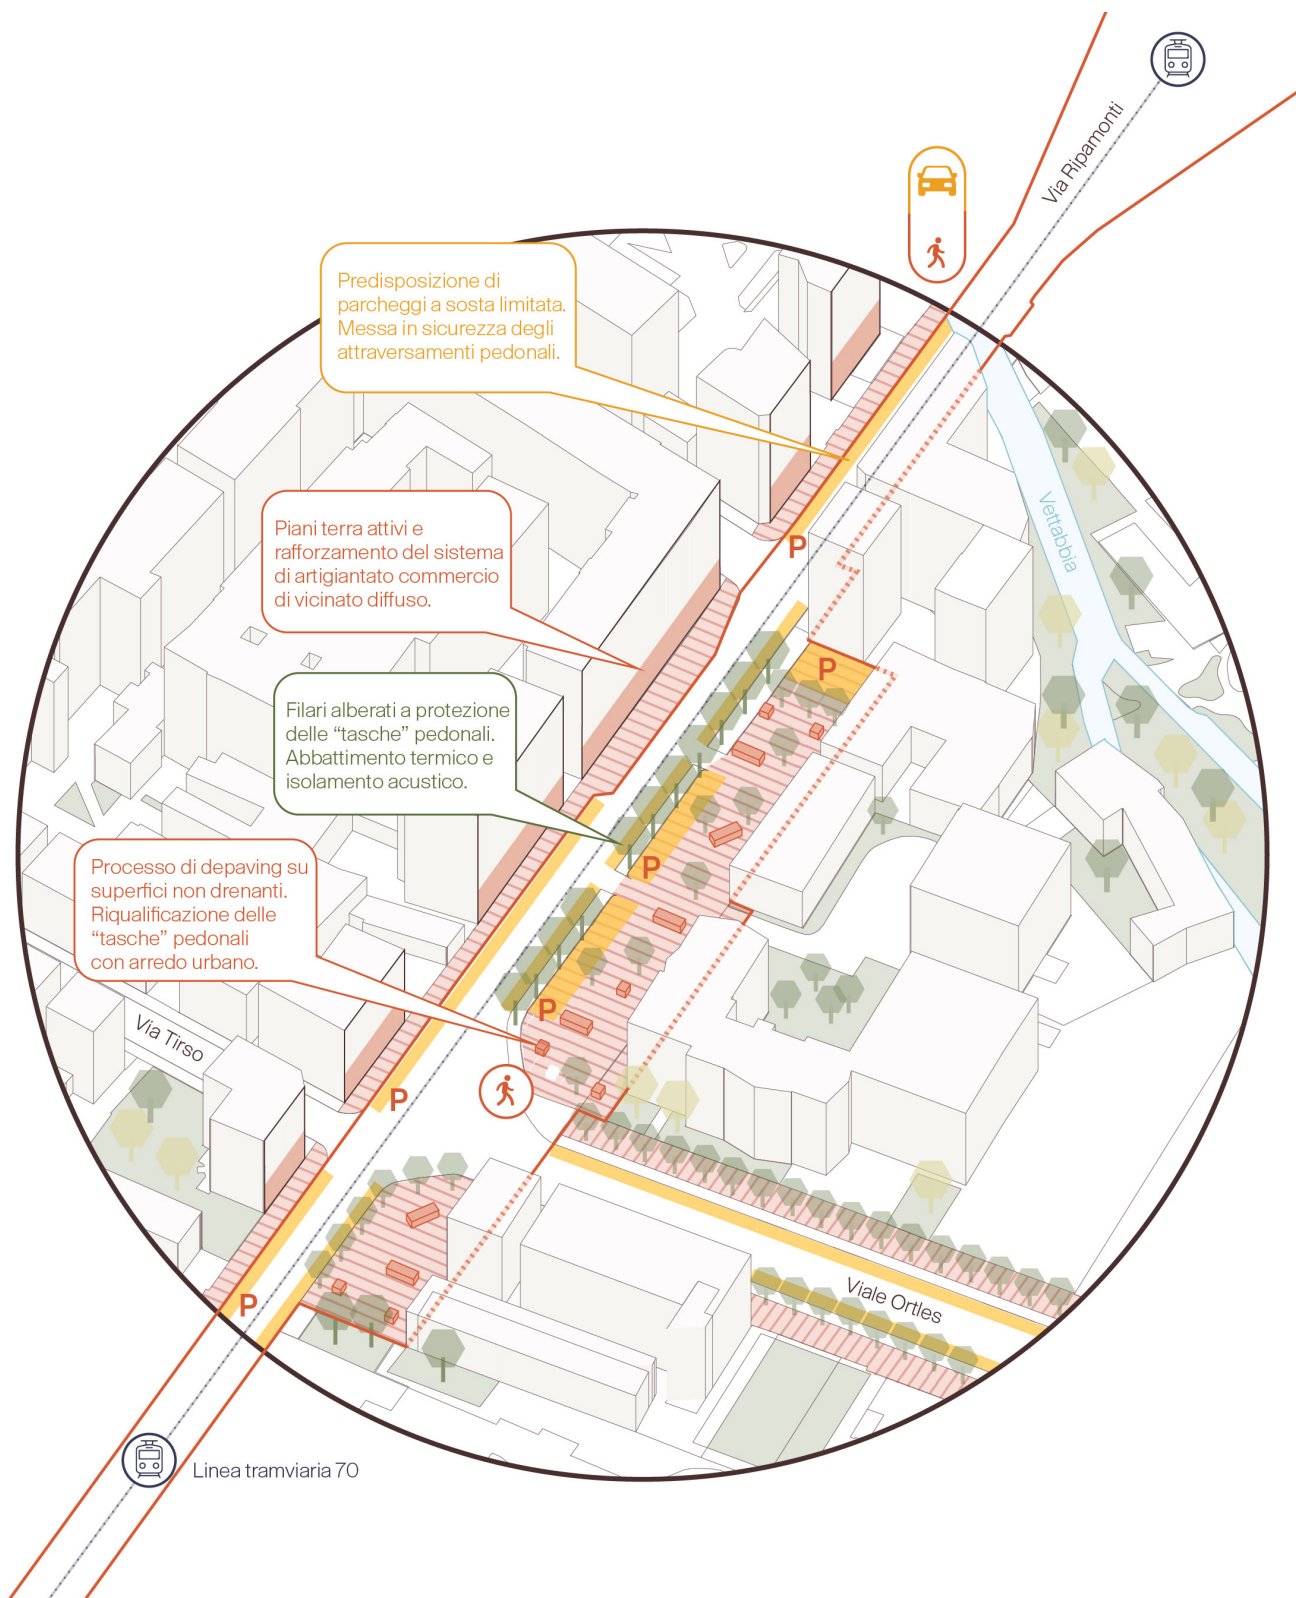 Via Ripamonti
Predisposizione di
parcheggi a sosta limitata.
Messa in sicurezza degli
attraversamenti pedonali.
Vettabbia
Piani terra attivi e
rafforzamento del sistema
di artigiantato commercio
di vicinato diffuso.
P
P
Filari alberati a protezione
delle “tasche” pedonali.
Abbattimento termico e
isolamento acustico.
P
Processo di depaving su
superfici non drenanti.
Riqualificazione delle
“tasche” pedonali
con arredo urbano.
P
Via Tirso
P
Viale Ortles
P
Linea tramviaria 70